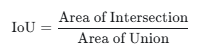 IoU = Area of Intersection / Area of Union